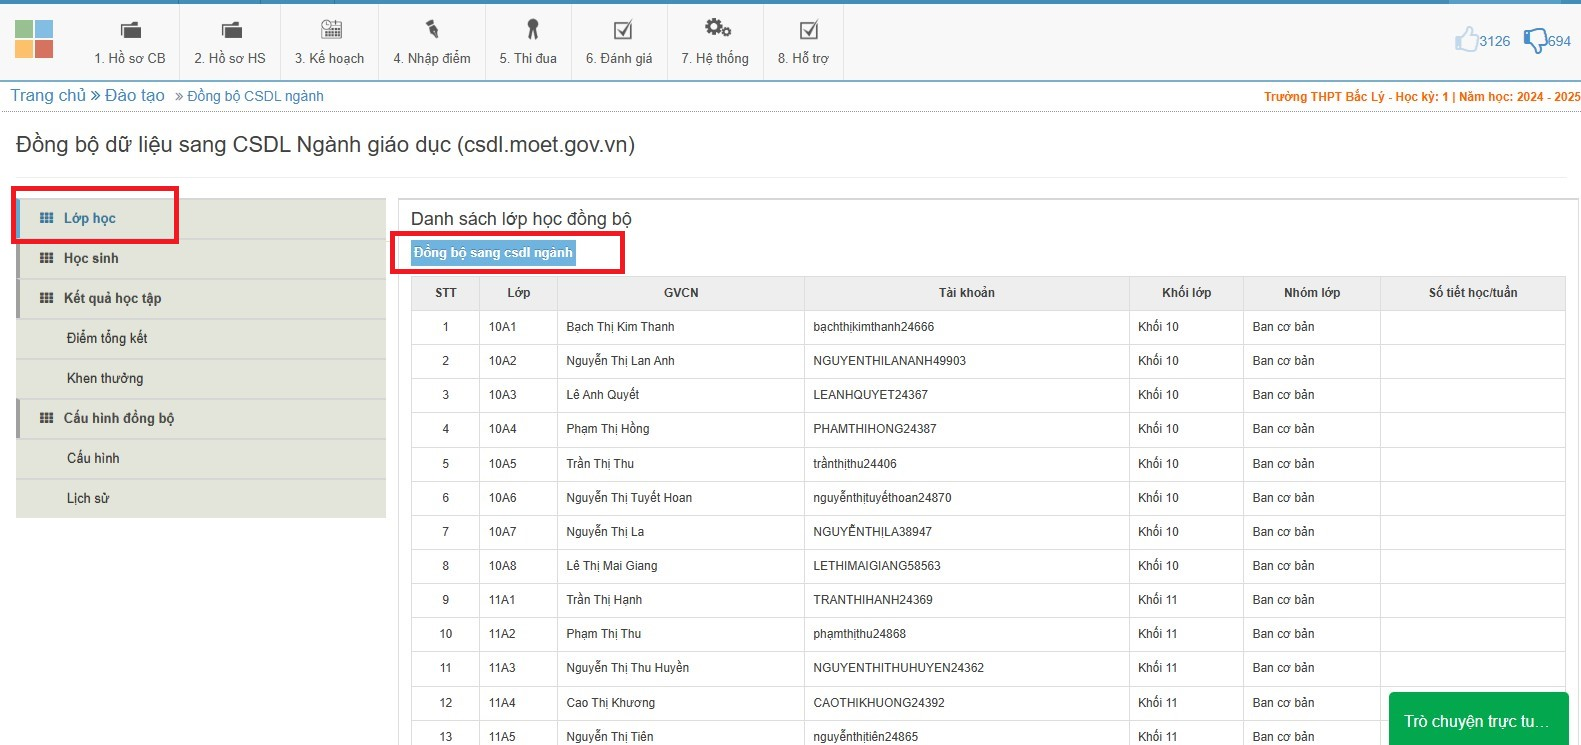 1. Hồ sơ CB 2. Hồ sơ HS 3. Kế hoạch 4. Nhập điểm 5. Thi đua 6. Đánh giá 7. Hệ thống 8. Hỗ trợ 3126 694
Trang chủ » Đào tạo » Đồng bộ CSDL ngành
Trường THPT Bắc Lý - Học kỳ: 1 | Năm học: 2024 - 2025
Đồng bộ dữ liệu sang CSDL Ngành giáo dục (csdl.moet.gov.vn)
Lớp học
Học sinh
Kết quả học tập
Điểm tổng kết
Khen thưởng
Cấu hình đồng bộ
Cấu hình
Lịch sử
Danh sách lớp học đồng bộ
Đồng bộ sang csdl ngành
STT Lớp GVCN Tài khoản Khối lớp Nhóm lớp Số tiết học/tuần
1 10A1 Bạch Thị Kim Thanh bạchthịkimthanh24666 Khối 10 Ban cơ bản
2 10A2 Nguyễn Thị Lan Anh NGUYENTHILANANH49903 Khối 10 Ban cơ bản
3 10A3 Lê Anh Quyết LEANHQUYET24367 Khối 10 Ban cơ bản
4 10A4 Phạm Thị Hồng PHAMTHIHONG24387 Khối 10 Ban cơ bản
5 10A5 Trần Thị Thu trầnthịthu24406 Khối 10 Ban cơ bản
6 10A6 Nguyễn Thị Tuyết Hoan nguyễnthịtuyếthoan24870 Khối 10 Ban cơ bản
7 10A7 Nguyễn Thị La NGUYỄNTHỊLA38947 Khối 10 Ban cơ bản
8 10A8 Lê Thị Mai Giang LETHIMAIGIANG58563 Khối 10 Ban cơ bản
9 11A1 Trần Thị Hạnh TRANTHIHANH24369 Khối 11 Ban cơ bản
10 11A2 Phạm Thị Thu phạmthịthu24868 Khối 11 Ban cơ bản
11 11A3 Nguyễn Thị Thu Huyền NGUYENTHITHUHUYEN24362 Khối 11 Ban cơ bản
12 11A4 Cao Thị Khương CAOTHIKHUONG24392 Khối 11 Ban cơ bản
13 11A5 Nguyễn Thị Tiên nguyễnthịtiên24865 Khối 11 Ban cơ bản
Trò chuyện trực tu...